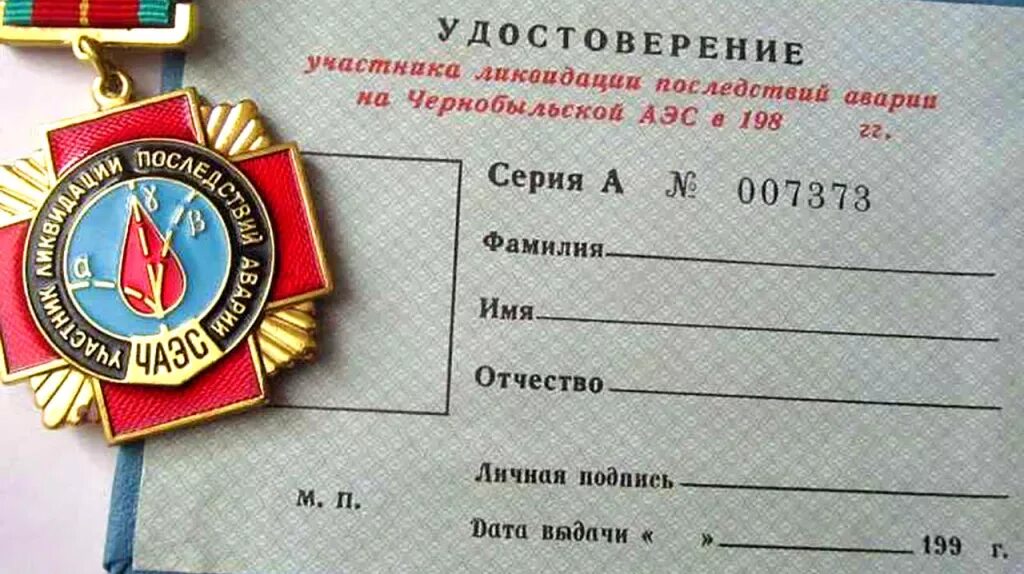 УДОСТОВЕРЕНИЕ
участника ликвидации последствий аварии
на Чернобыльской АЭС в 198 гг.
Серия А № 007373
Фамилия
Имя
Отчество
Личная подпись
М. П.
Дата выдачи « » 199 г.
УЧАСТНИК ЛИКВИДАЦИИ ПОСЛЕДСТВИЙ АВАРИИ
ЧАЭС
α γ β